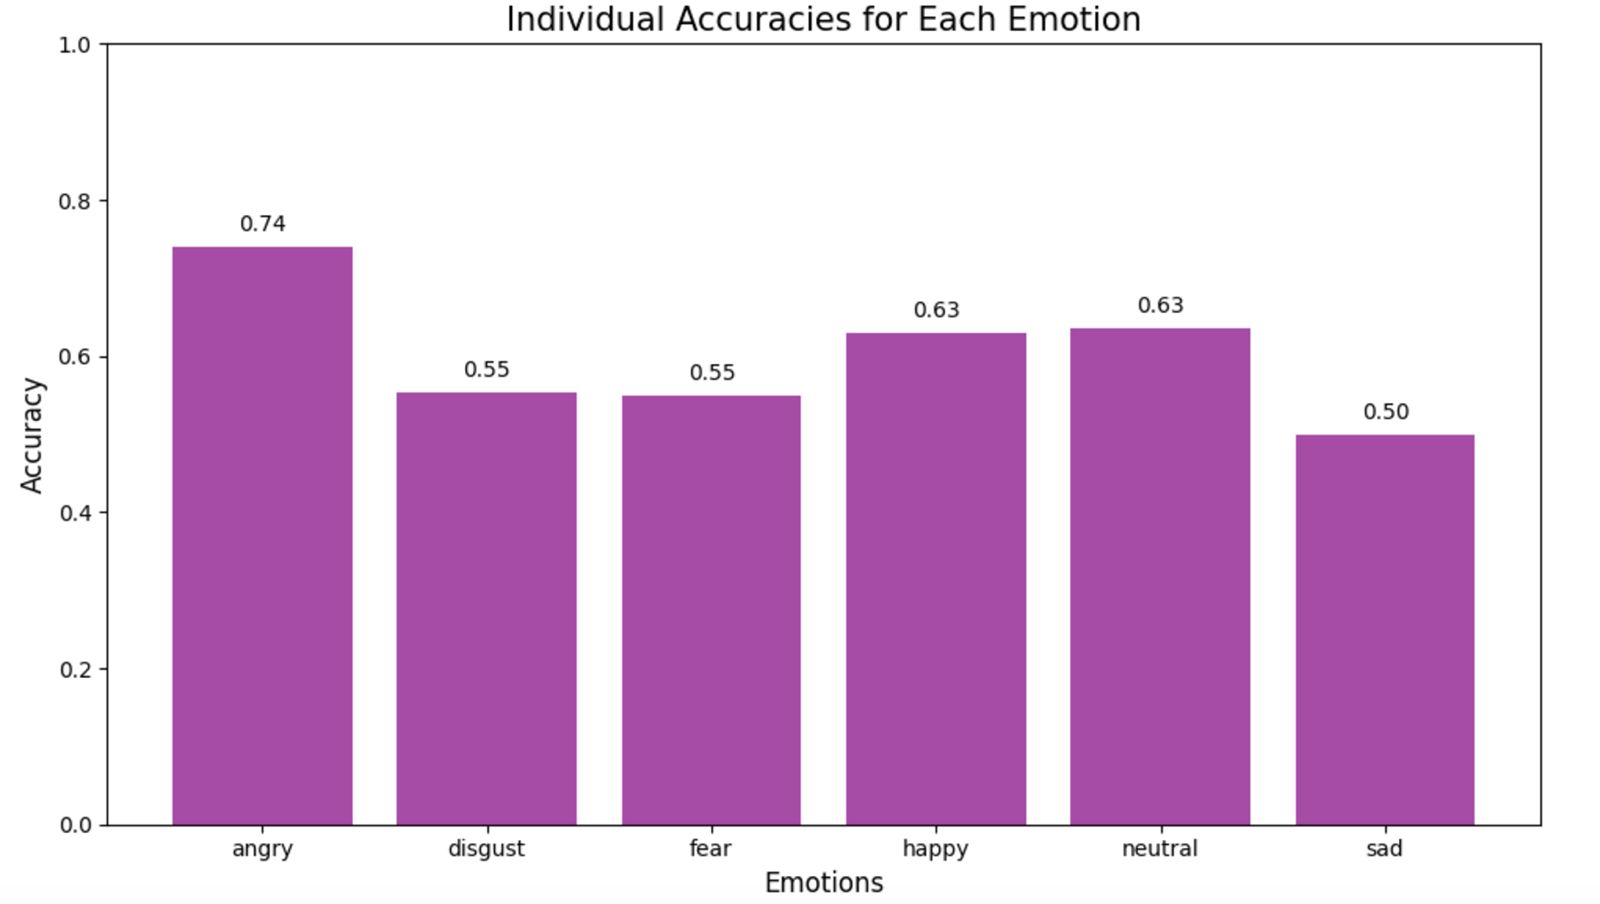 Individual Accuracies for Each Emotion
1.0
0.8
0.6
0.4
0.2
0.0
Accuracy
0.74
0.55
0.55
0.63
0.63
0.50
angry
disgust
fear
happy
neutral
sad
Emotions